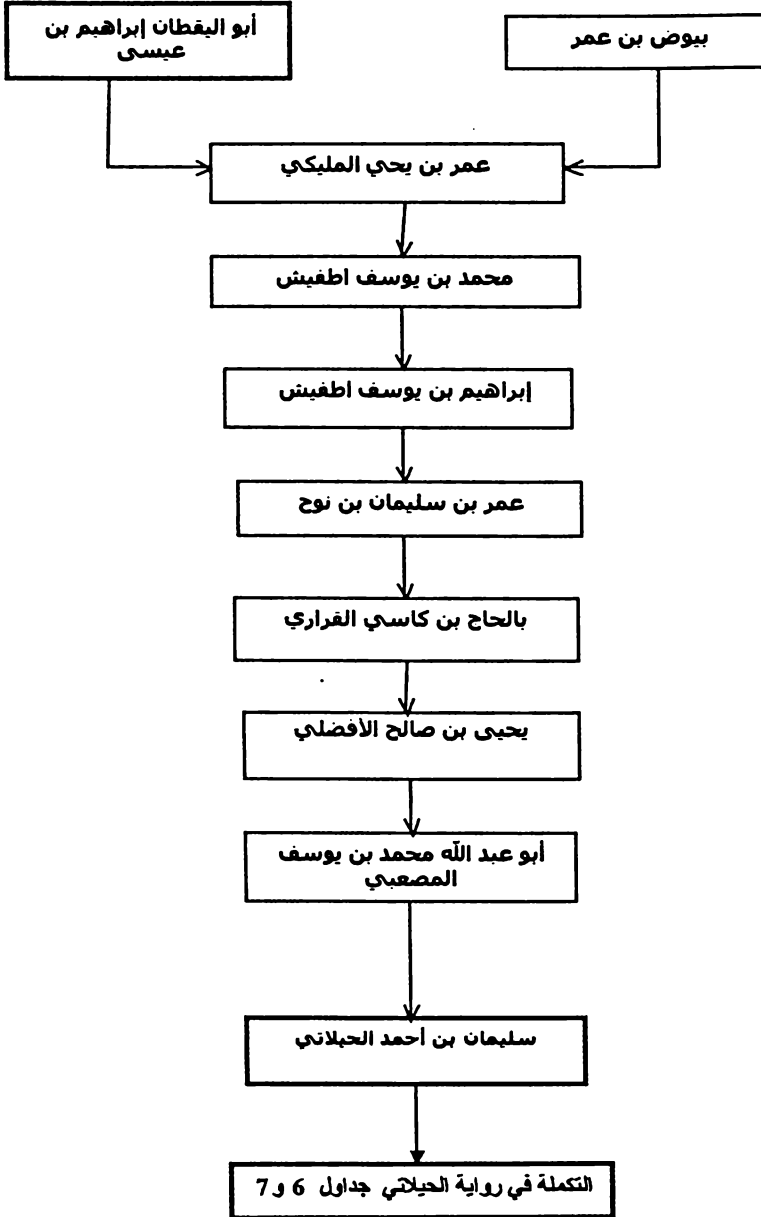 بيوض بن عمر
أبو اليقطان إبراهيم بن
عيسى
عمر بن يحي المليكي
محمد بن يوسف اطفيش
إبراهيم بن يوسف اطفيش
عمر بن سليمان بن نوح
بالحاج بن كاسي القراري
يحيى بن صالح الأفضلي
أبو عبد الله محمد بن يوسف
المصعبي
سليمان بن أحمد الحيلاتي
التكملة في رواية الحيلاتي جداول 6 و 7